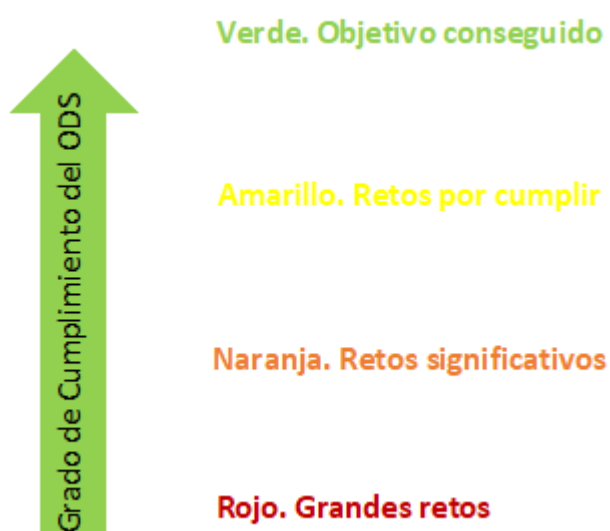 Verde. Objetivo conseguido
Amarillo. Retos por cumplir
Naranja. Retos significativos
Rojo. Grandes retos
Grado de Cumplimiento del ODS